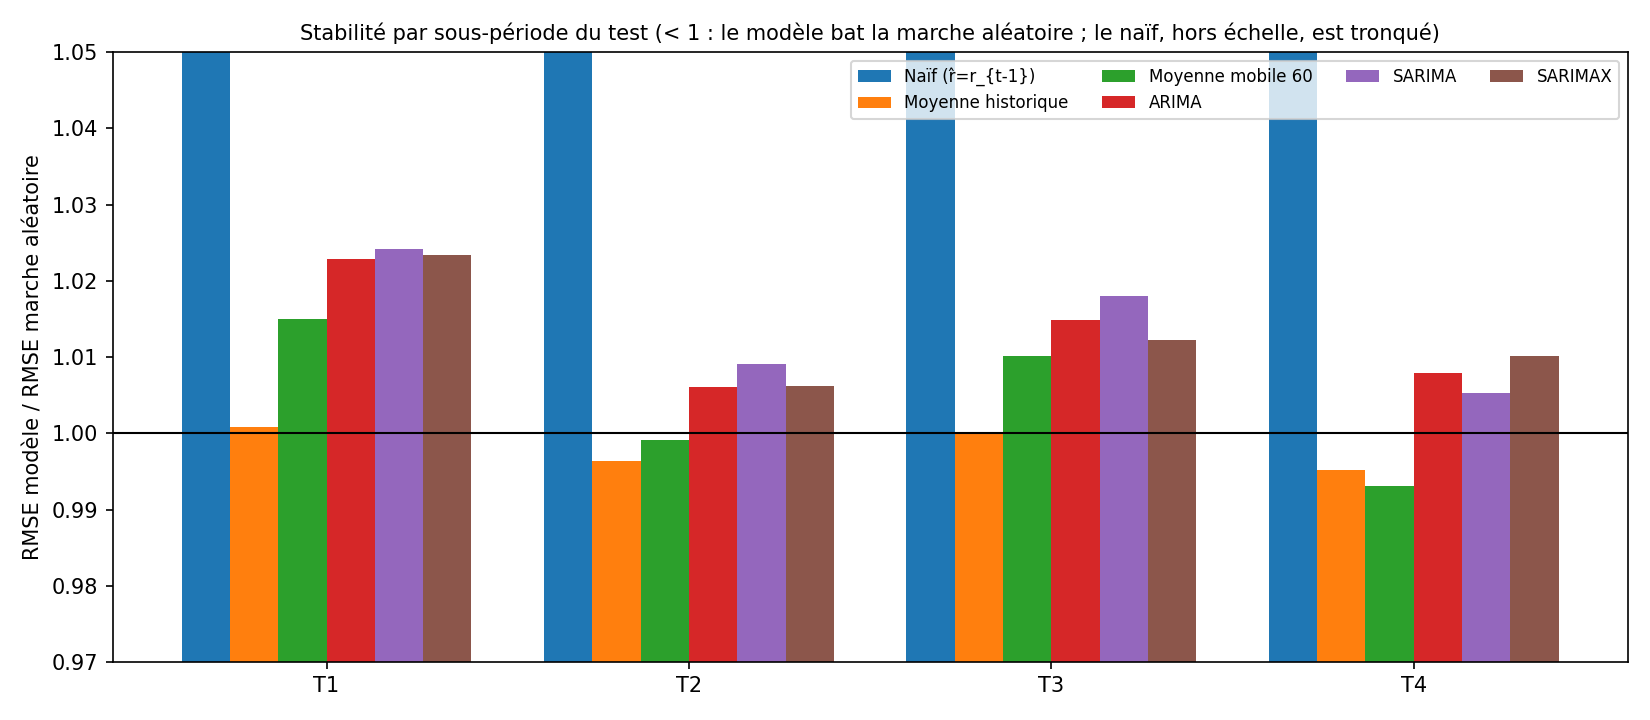 Stabilité par sous-période du test (< 1 : le modèle bat la marche aléatoire ; le naïf, hors échelle, est tronqué)
RMSE modèle / RMSE marche aléatoire
1.05
1.04
1.03
1.02
1.01
1.00
0.99
0.98
0.97
Naïf (r̂=r_{t-1})
Moyenne historique
Moyenne mobile 60
ARIMA
SARIMA
SARIMAX
T1
T2
T3
T4